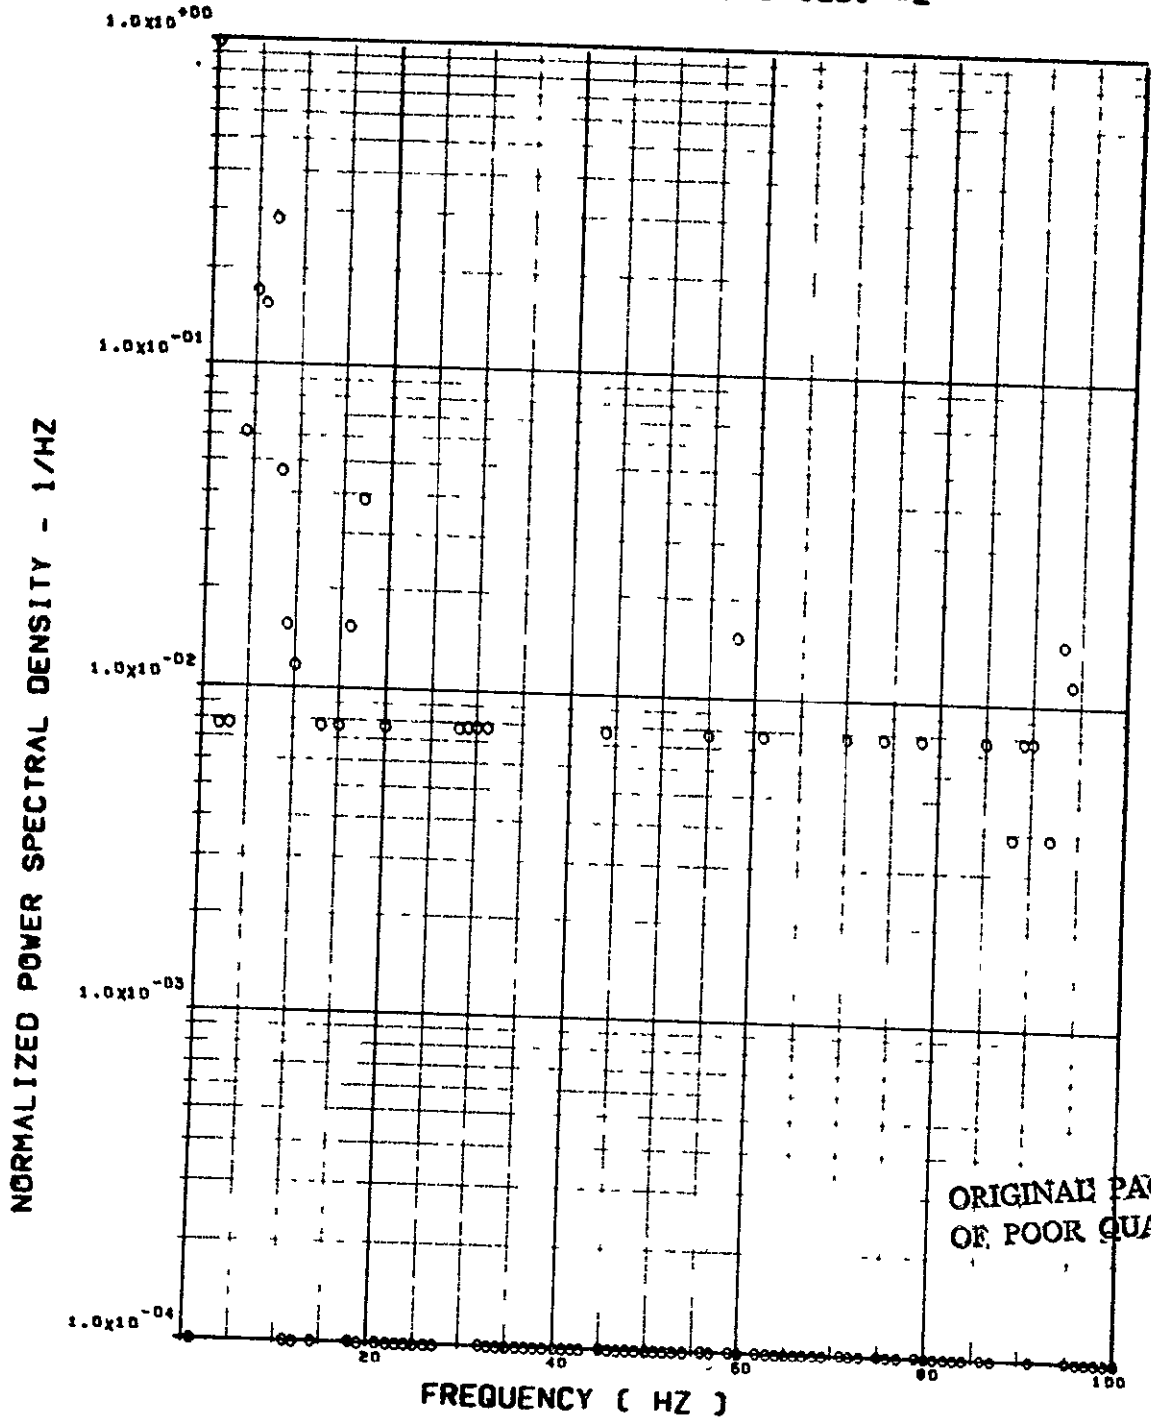 1.0x10+00
1.0x10-01
1.0x10-02
1.0x10-03
1.0x10-04
NORMALIZED POWER SPECTRAL DENSITY - 1/HZ
ORIGINAL PAG
OF POOR QUA
20 40 60 80 100
FREQUENCY ( HZ )